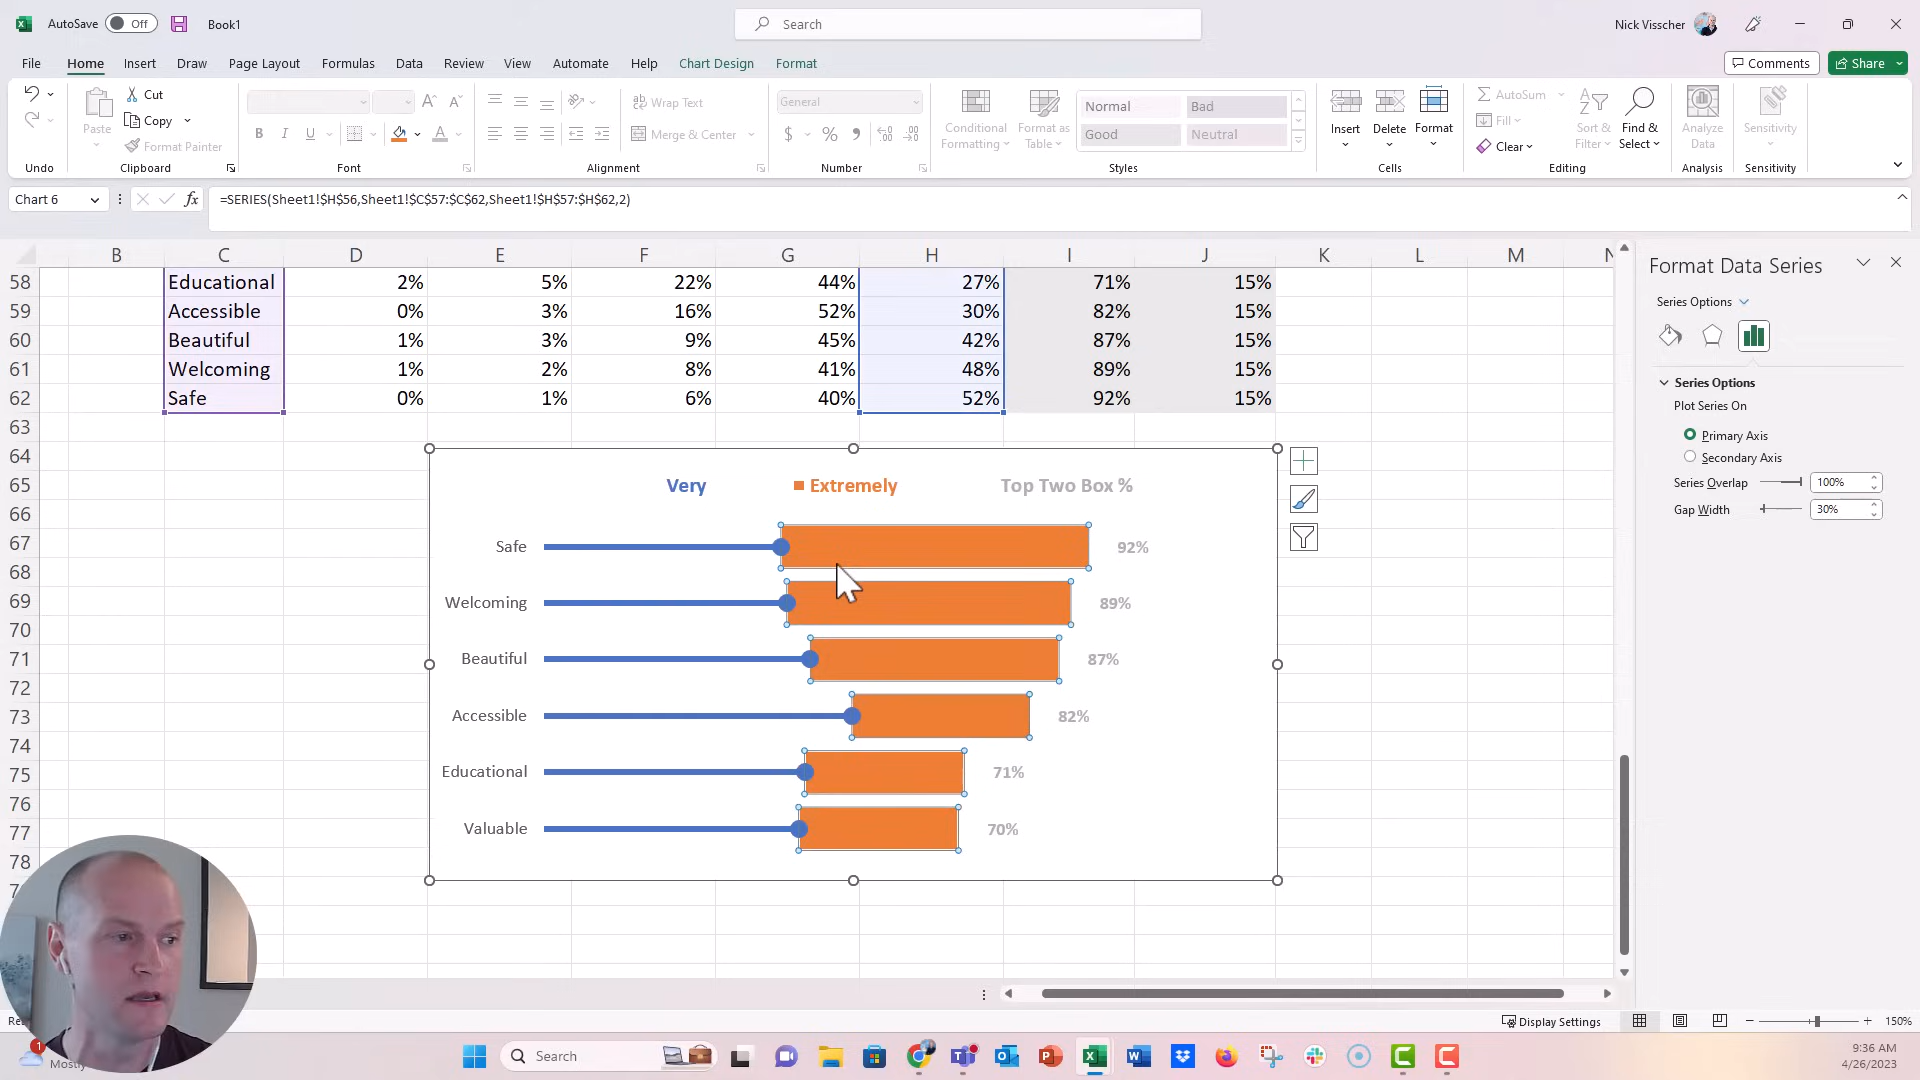 AutoSave Off Book1 Search Nick Visscher
File Home Insert Draw Page Layout Formulas Data Review View Automate Help Chart Design Format Comments Share
Paste Cut Copy Format Painter
Undo Clipboard
B I U A
Font
Wrap Text
Merge & Center
Alignment
General
$ % 9
Number
Conditional Formatting
Format as Table
Normal Bad
Good Neutral
Styles
Insert Delete Format
Cells
AutoSum
Fill
Clear
Sort & Filter
Find & Select
Editing
Analyze Data
Analysis
Sensitivity
Sensitivity
Chart 6 fx =SERIES(Sheet1!$H$56,Sheet1!$C$57:$C$62,Sheet1!$H$57:$H$62,2)
B C D E F G H I J K L M
58 Educational 2% 5% 22% 44% 27% 71% 15%
59 Accessible 0% 3% 16% 52% 30% 82% 15%
60 Beautiful 1% 3% 9% 45% 42% 87% 15%
61 Welcoming 1% 2% 8% 41% 48% 89% 15%
62 Safe 0% 1% 6% 40% 52% 92% 15%
63
64
65
66
67
68
69
70
71
72
73
74
75
76
77
78
Very Extremely Top Two Box %
Safe 92%
Welcoming 89%
Beautiful 87%
Accessible 82%
Educational 71%
Valuable 70%
Format Data Series
Series Options
Series Options
Plot Series On
Primary Axis
Secondary Axis
Series Overlap 100%
Gap Width 30%
Display Settings 150%
1
Search
9:36 AM
4/26/2023